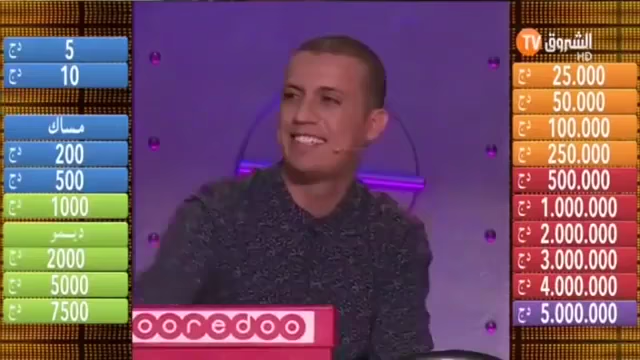 TV الشروق
HD
5 دج
10 دج
مساك
200 دج
500 دج
1000 دج
ديمو
2000 دج
5000 دج
7500 دج
25.000 دج
50.000 دج
100.000 دج
250.000 دج
500.000 دج
1.000.000 دج
2.000.000 دج
3.000.000 دج
4.000.000 دج
5.000.000 دج
ooredoo